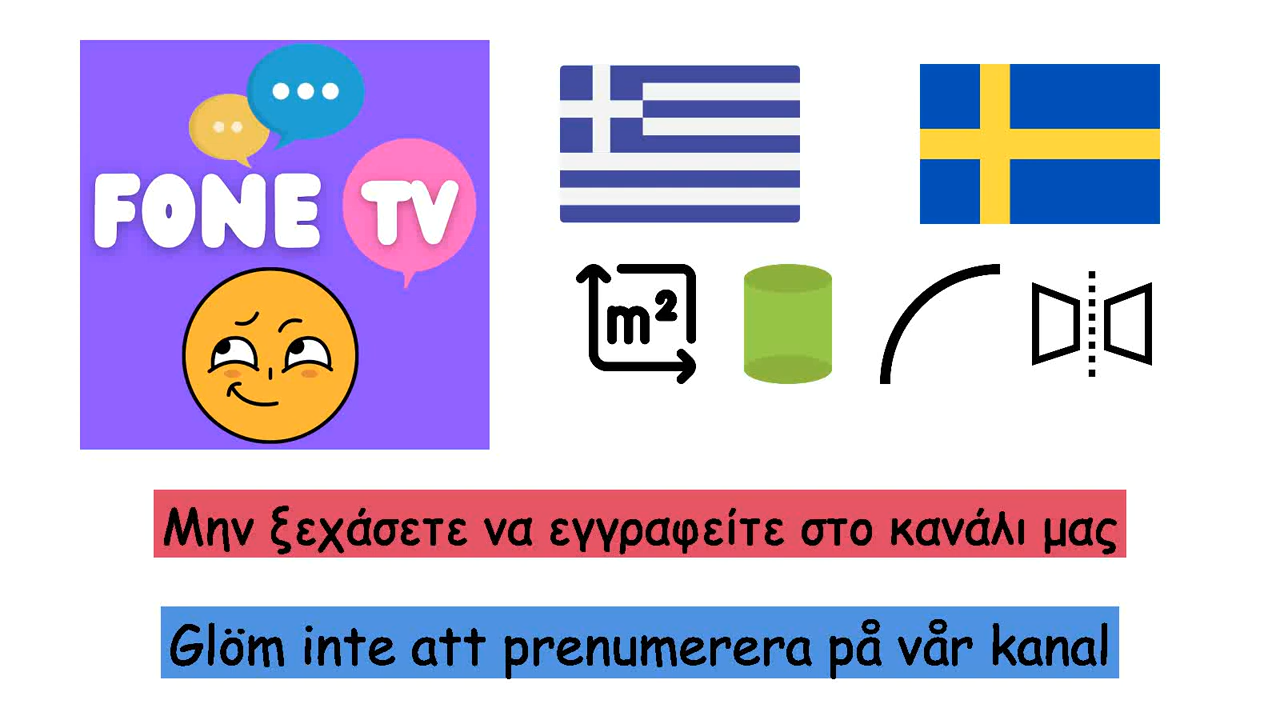 FONE TV
m²
Μην ξεχάσετε να εγγραφείτε στο κανάλι μας
Glöm inte att prenumerera på vår kanal